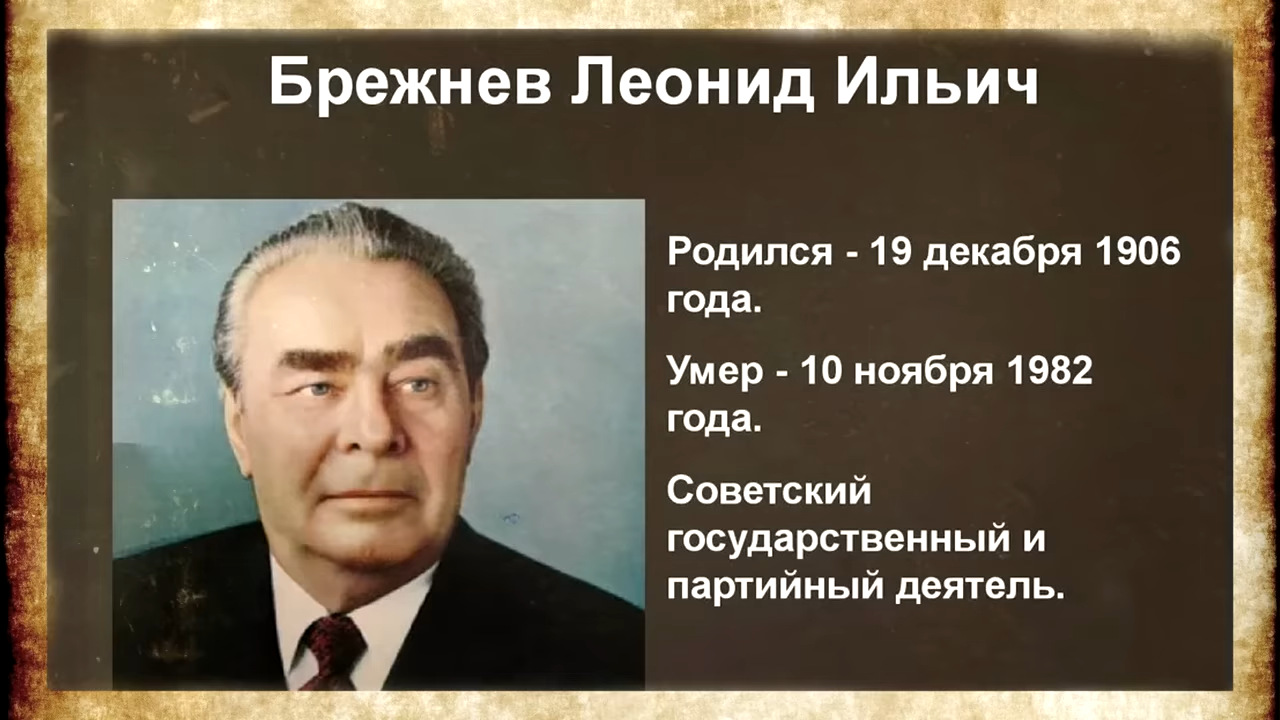 Брежнев Леонид Ильич
Родился - 19 декабря 1906
года.
Умер - 10 ноября 1982
года.
Советский
государственный и
партийный деятель.